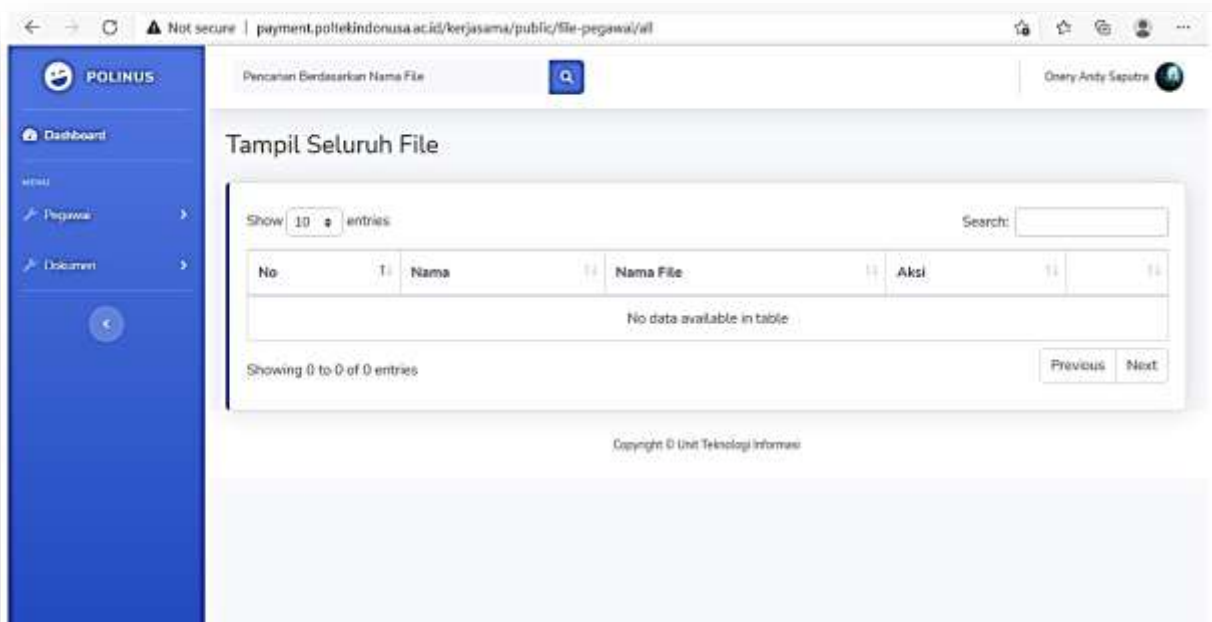 Not secure | payment.poltekindonusa.ac.id/kerjasama/public/file-pegawai/all
POLINUS
Pencarian Berdasarkan Nama File
Onery Andy Saputra
Dashboard
Tampil Seluruh File
MENU
Pegawai
Dokumen
Show 10 entries
Search:
No Nama Nama File Aksi
No data available in table
Showing 0 to 0 of 0 entries
Previous Next
Copyright © Unit Teknologi Informasi